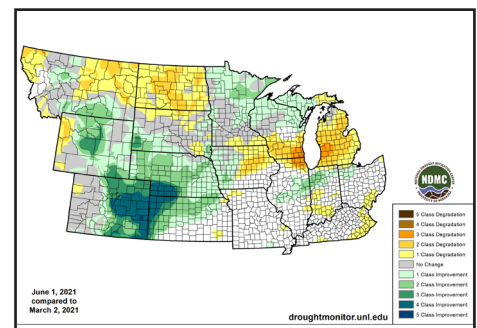 NDMC
5 Class Degradation
4 Class Degradation
3 Class Degradation
2 Class Degradation
1 Class Degradation
No Change
1 Class Improvement
2 Class Improvement
3 Class Improvement
4 Class Improvement
5 Class Improvement
June 1, 2021
compared to
March 2, 2021
droughtmonitor.unl.edu